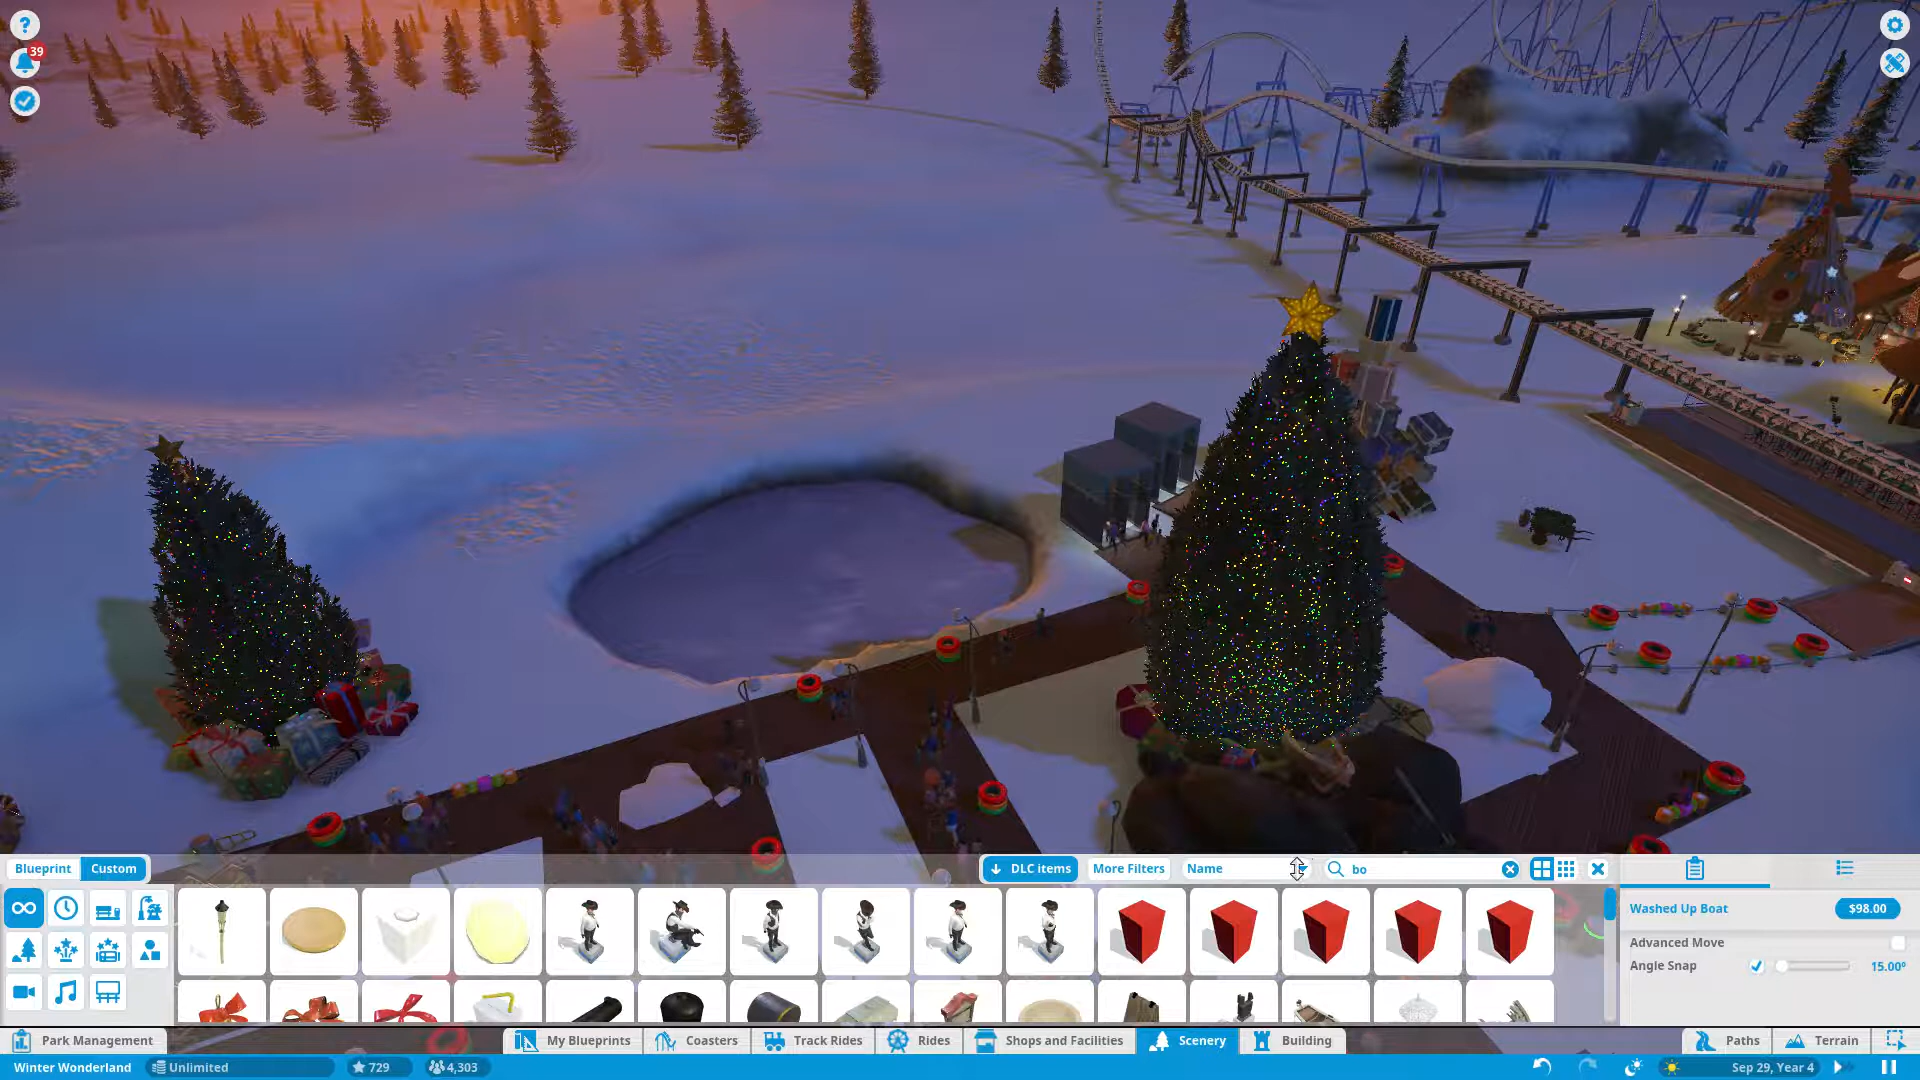 ?
39
Blueprint
Custom
DLC items
More Filters
Name
bo
Washed Up Boat
$98.00
Advanced Move
Angle Snap
15.00°
Park Management
My Blueprints
Coasters
Track Rides
Rides
Shops and Facilities
Scenery
Building
Paths
Terrain
Winter Wonderland
Unlimited
729
4,303
Sep 29, Year 4